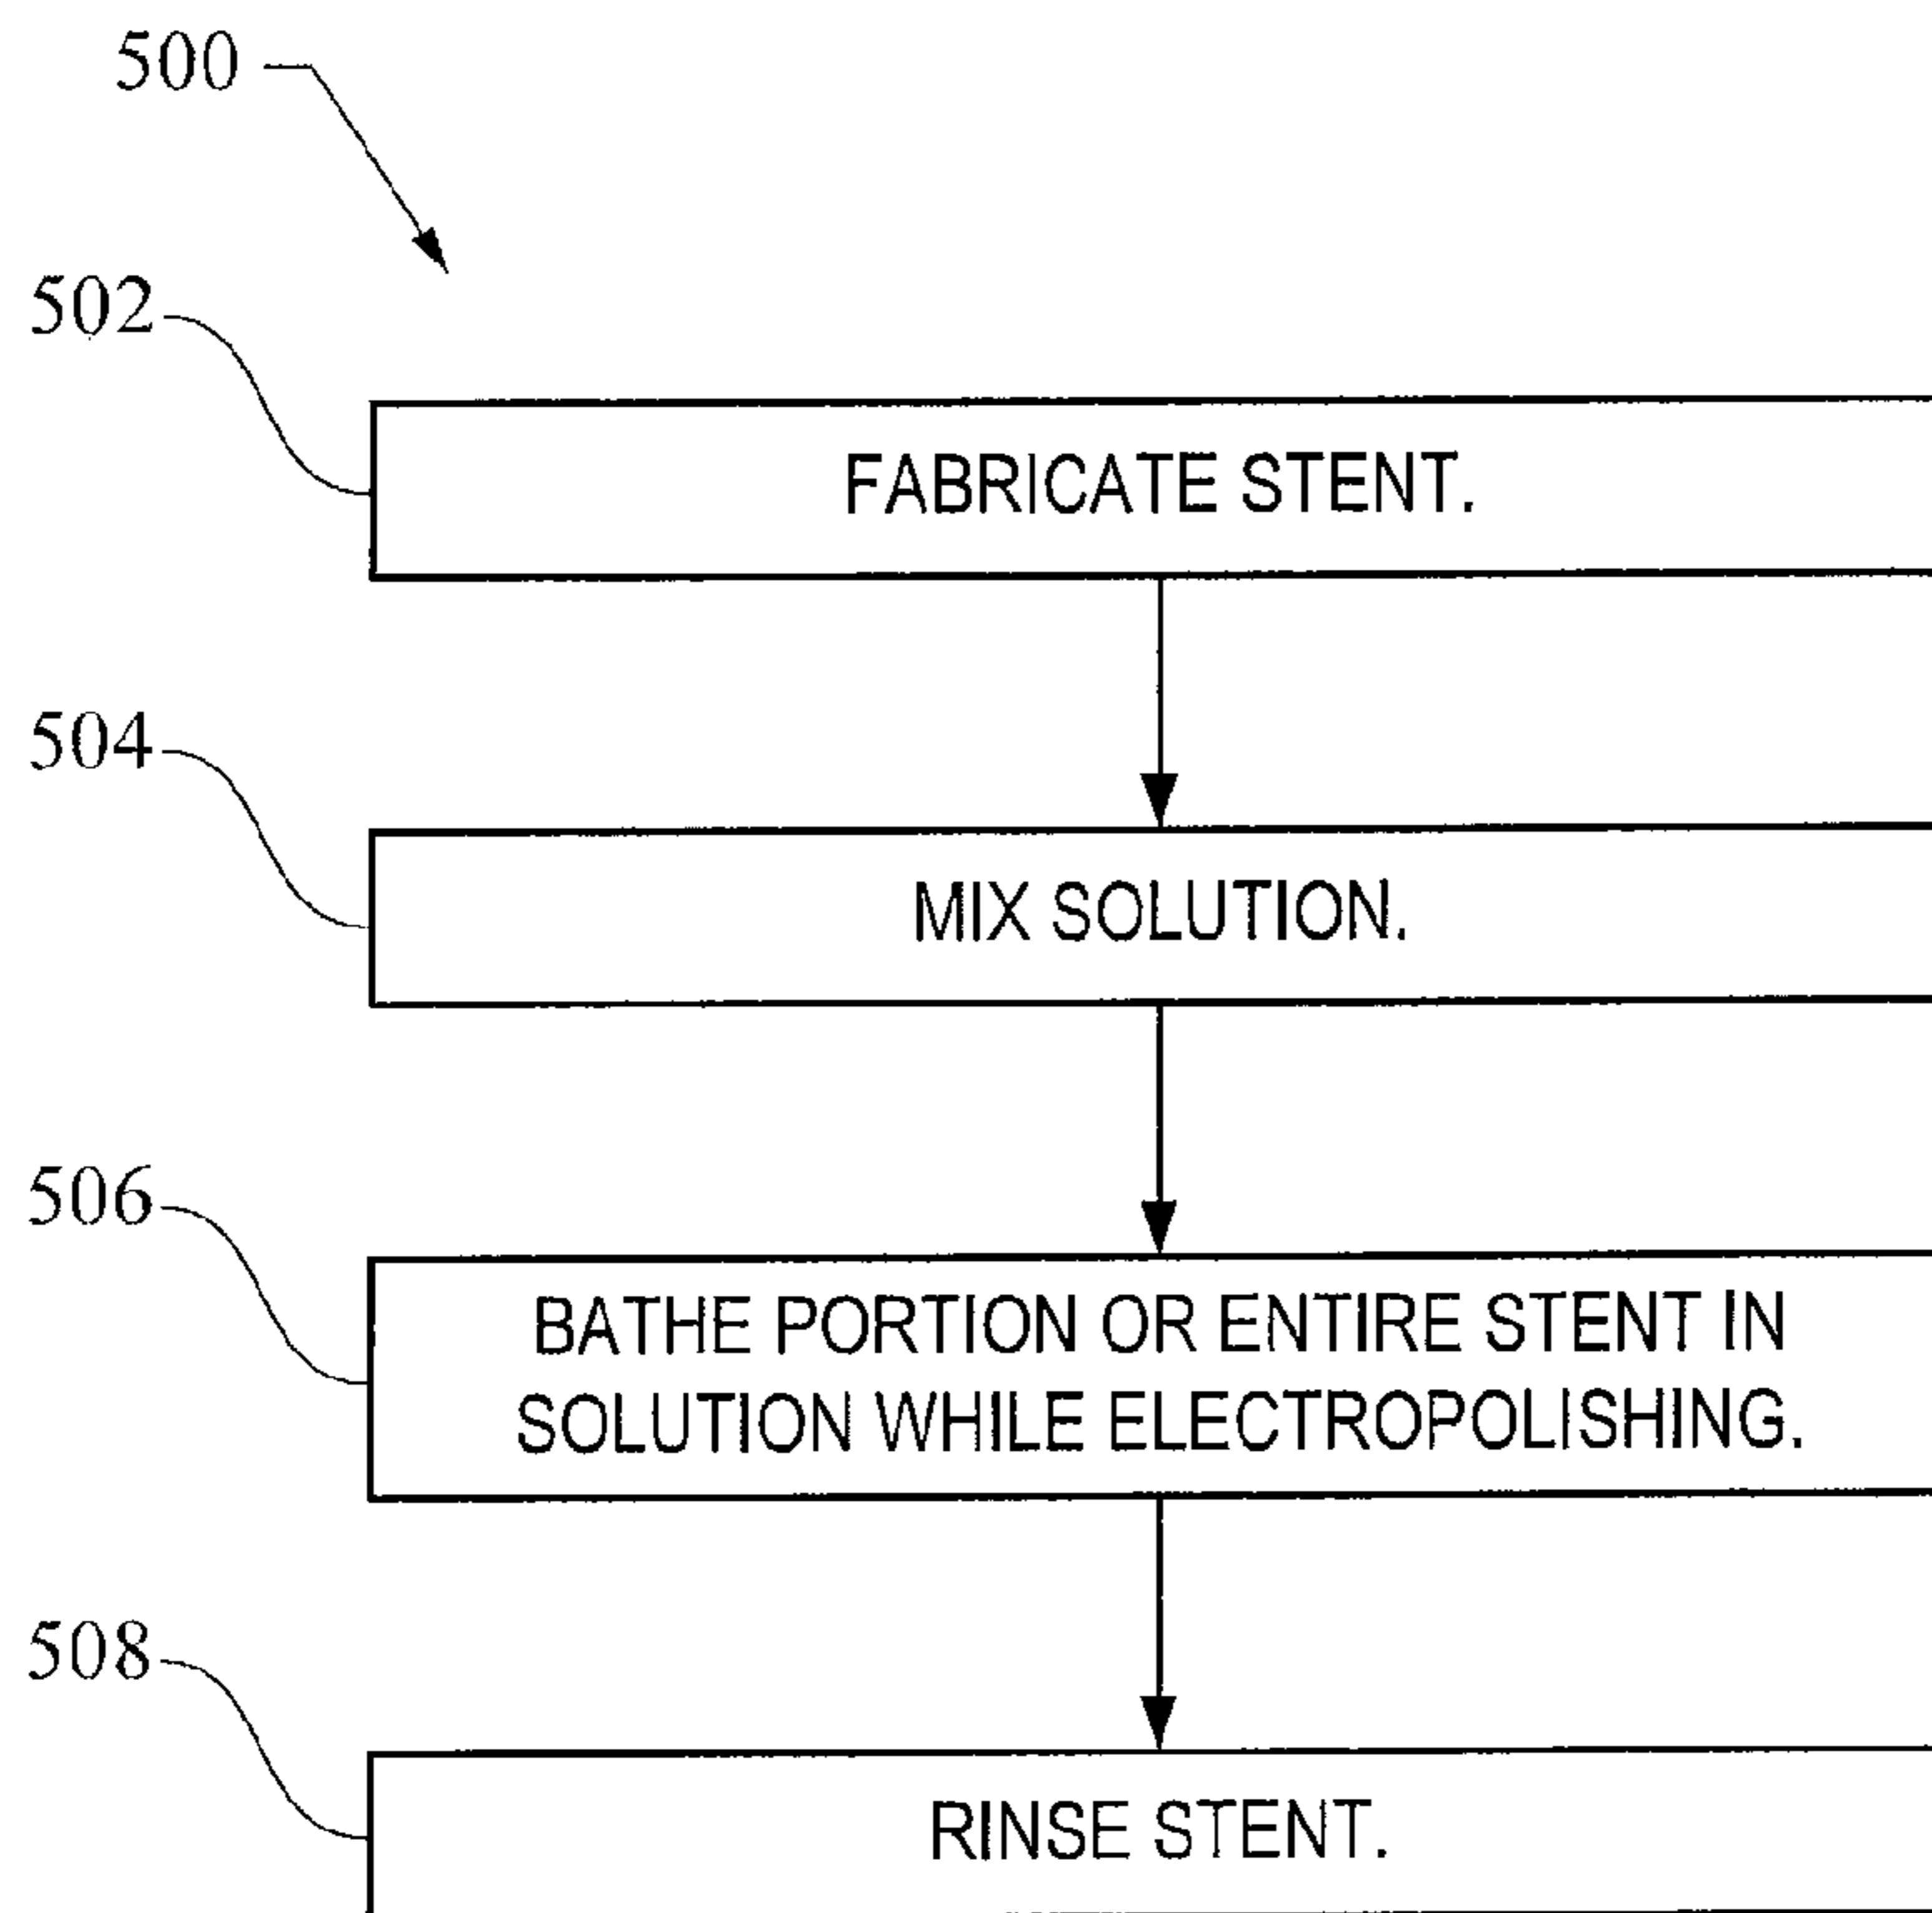 500
502
FABRICATE STENT.
504
MIX SOLUTION.
506
BATHE PORTION OR ENTIRE STENT IN
SOLUTION WHILE ELECTROPOLISHING.
508
RINSE STENT.